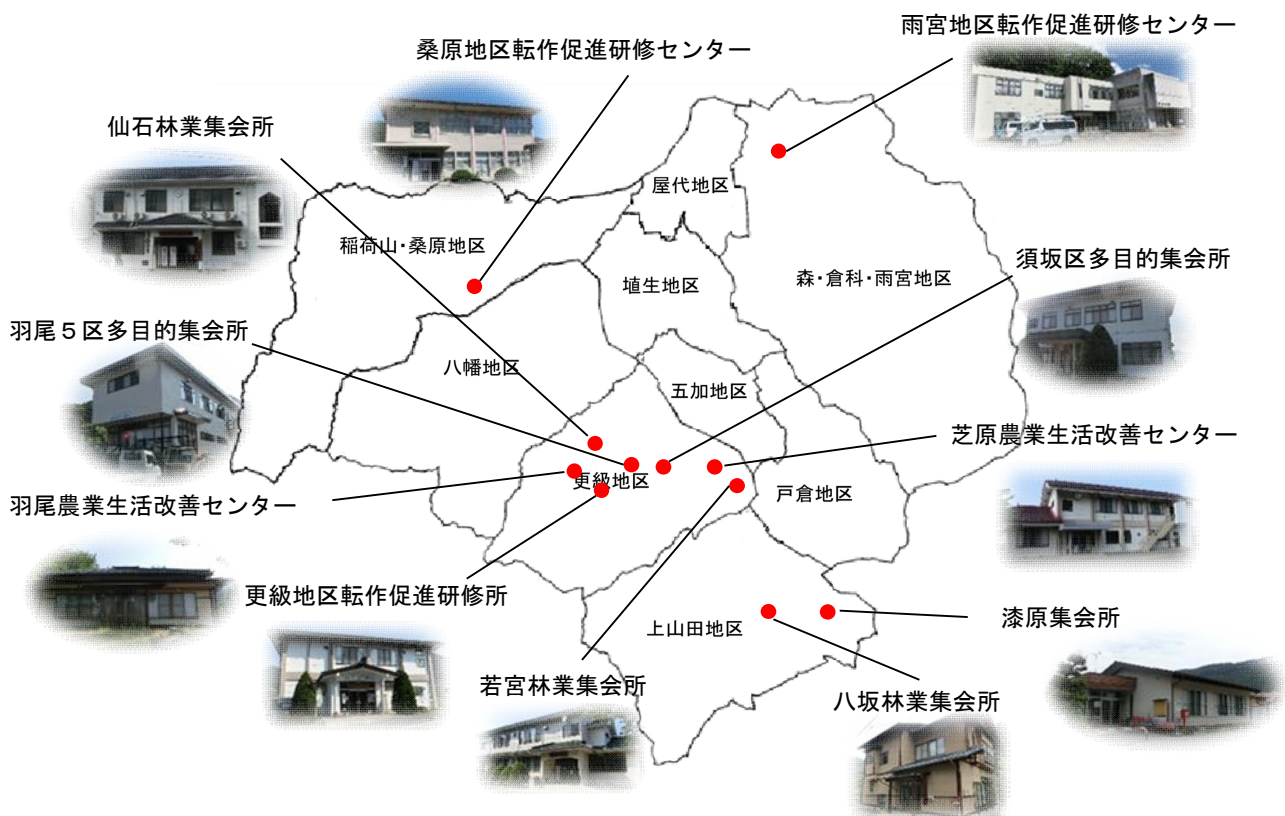 雨宮地区転作促進研修センター
桑原地区転作促進研修センター
仙石林業集会所
屋代地区
稲荷山・桑原地区
須坂区多目的集会所
埴生地区
森・倉科・雨宮地区
羽尾５区多目的集会所
八幡地区
五加地区
芝原農業生活改善センター
更級地区
戸倉地区
羽尾農業生活改善センター
更級地区転作促進研修所
漆原集会所
上山田地区
若宮林業集会所
八坂林業集会所